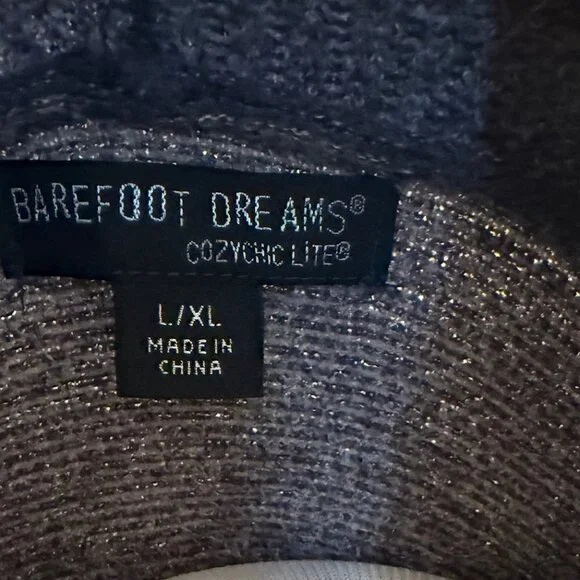 BAREFOOT DREAMS®
COZYCHIC LITE®
L/XL
MADE IN
CHINA